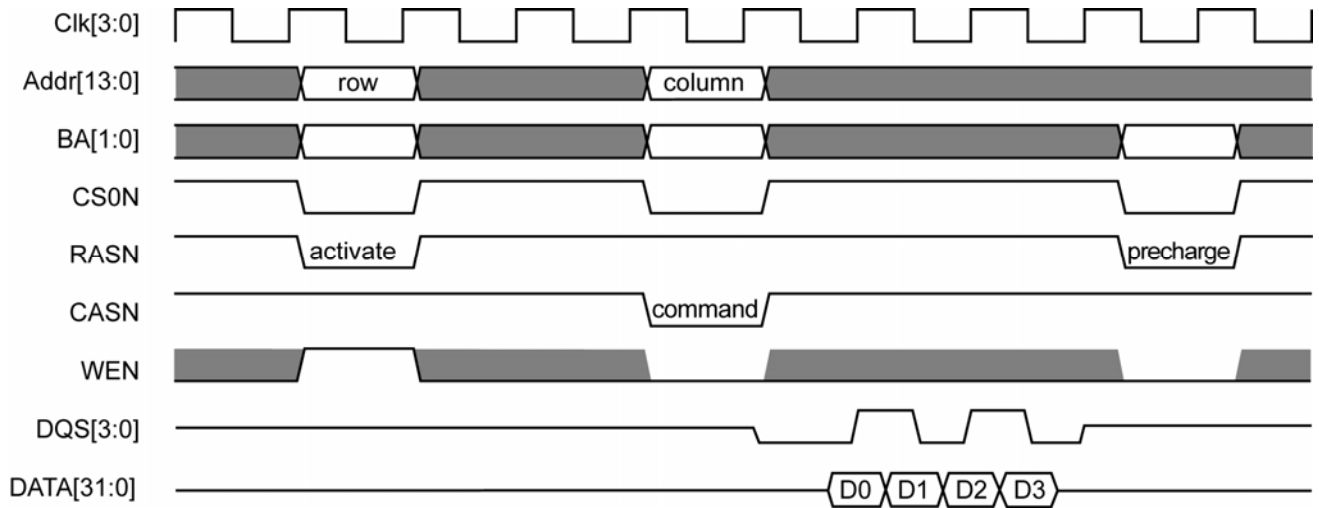 Clk[3:0]
Addr[13:0] row column
BA[1:0]
CS0N
RASN activate precharge
CASN command
WEN
DQS[3:0]
DATA[31:0] D0 D1 D2 D3